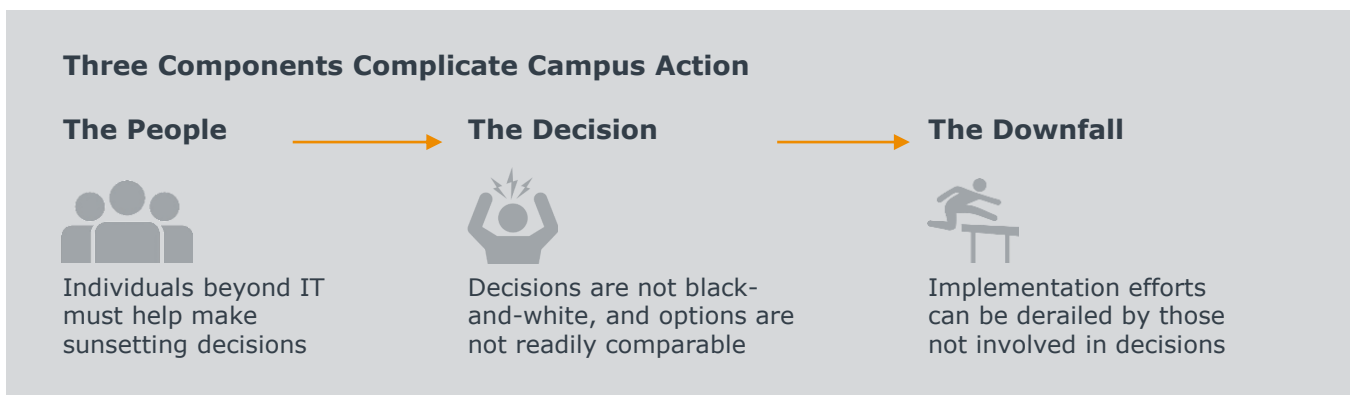 Three Components Complicate Campus Action
The People
The Decision
The Downfall
Individuals beyond IT
must help make
sunsetting decisions
Decisions are not black-
and-white, and options are
not readily comparable
Implementation efforts
can be derailed by those
not involved in decisions